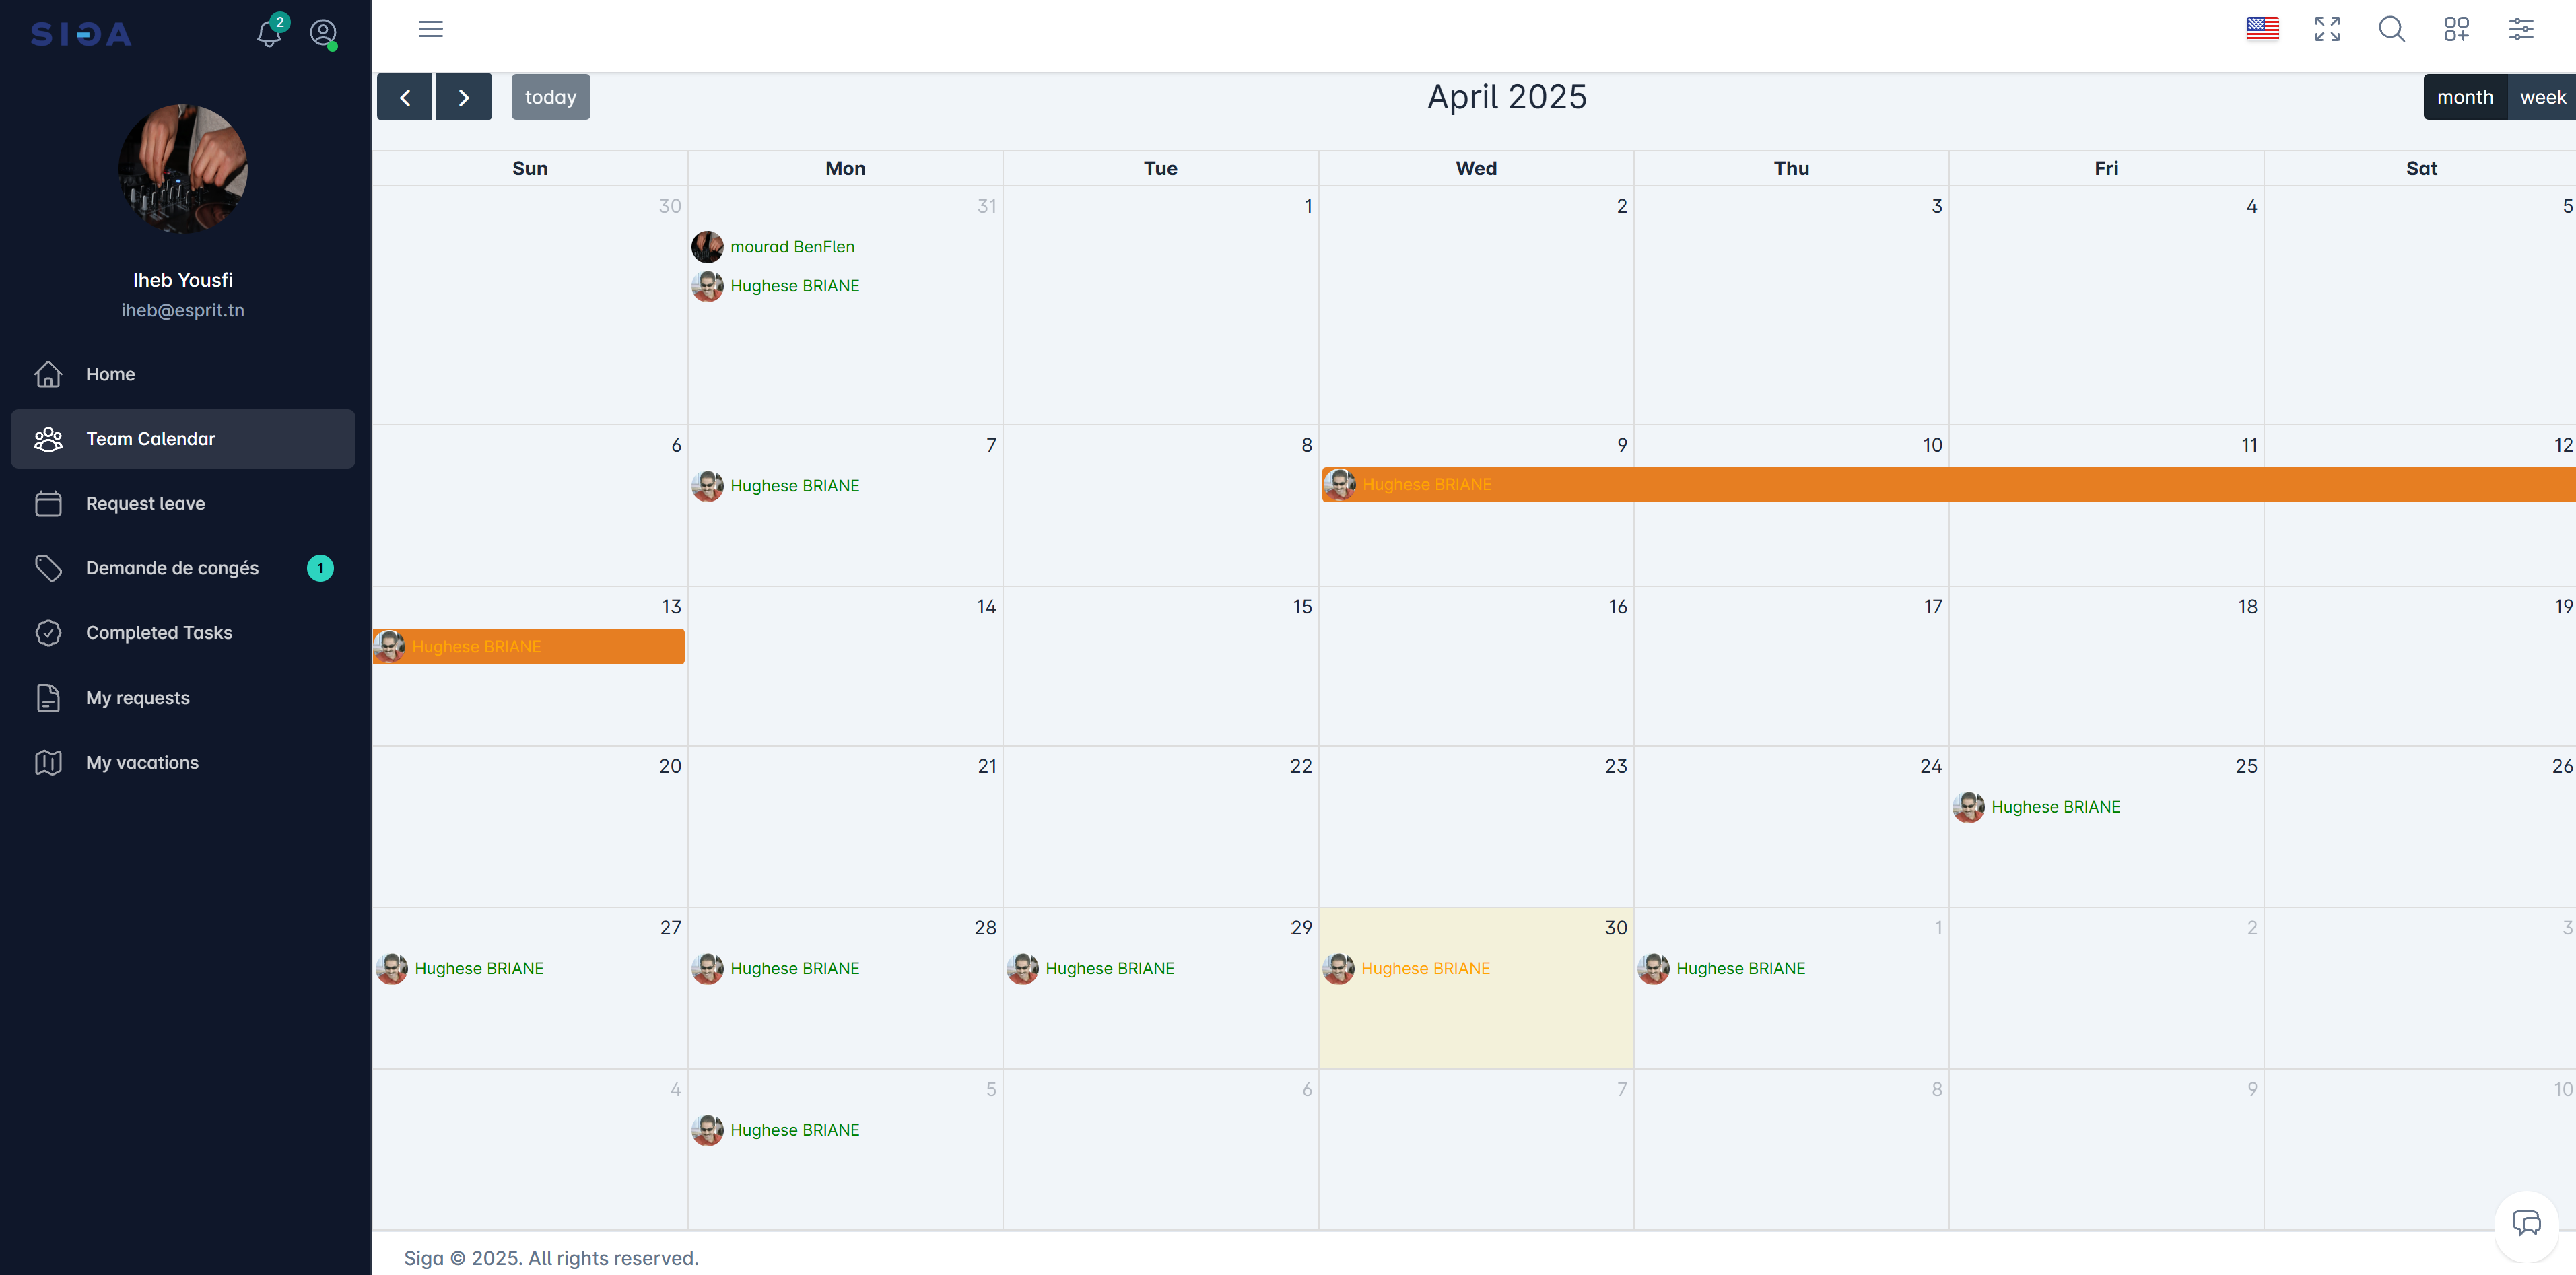 SIGA
2
Iheb Yousfi
iheb@esprit.tn
Home
Team Calendar
Request leave
Demande de congés 1
Completed Tasks
My requests
My vacations
today
April 2025
month week
Sun Mon Tue Wed Thu Fri Sat
30 31 1 2 3 4 5
mourad BenFlen
Hughese BRIANE
6 7 8 9 10 11 12
Hughese BRIANE Hughese BRIANE
13 14 15 16 17 18 19
Hughese BRIANE
20 21 22 23 24 25 26
Hughese BRIANE
27 28 29 30 1 2 3
Hughese BRIANE Hughese BRIANE Hughese BRIANE Hughese BRIANE Hughese BRIANE
4 5 6 7 8 9 10
Hughese BRIANE
Siga © 2025. All rights reserved.